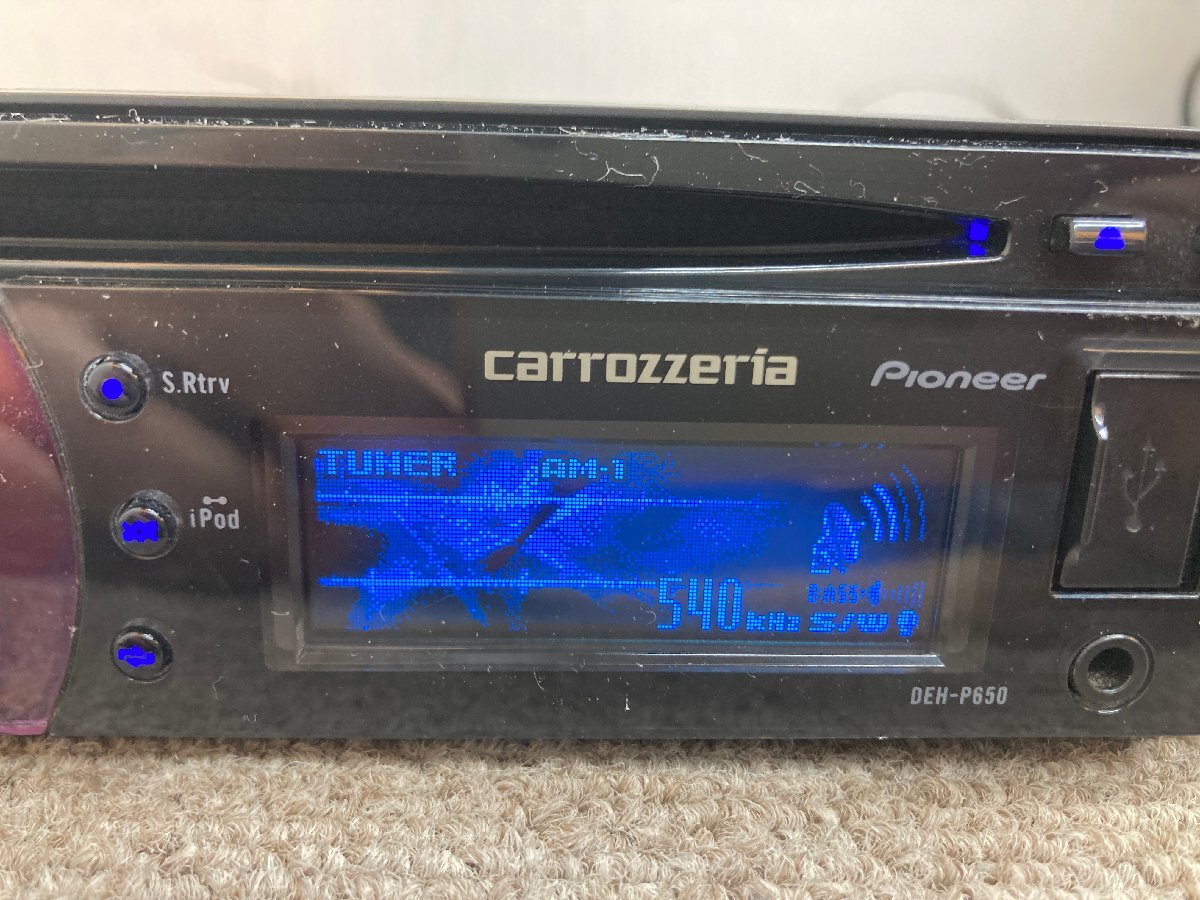 carrozzeria
Pioneer
S.Rtrv
iPod
TUNER AM-1
540 kHz S/W
DEH-P650